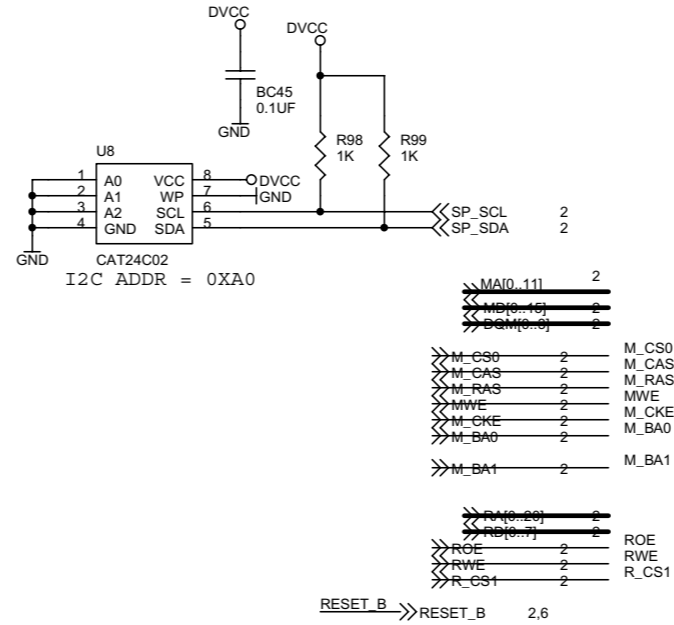 DVCC
DVCC
BC45
0.1UF
GND
R98
1K
R99
1K
U8
1 A0 VCC 8 DVCC
2 A1 WP 7 GND
3 A2 SCL 6 SP_SCL 2
4 GND SDA 5 SP_SDA 2
GND
CAT24C02
I2C ADDR = 0XA0
MA[0..11] 2
MD[0..15] 2
2
M_CS0 2 M_CS0
M_CAS 2 M_CAS
M_RAS 2 M_RAS
MWE 2 MWE
M_CKE 2 M_CKE
M_BA0 2 M_BA0
M_BA1 2 M_BA1
RA[0..20] 2
RD[0..7] 2
ROE 2 ROE
RWE 2 RWE
R_CS1 2 R_CS1
RESET_B RESET_B 2,6